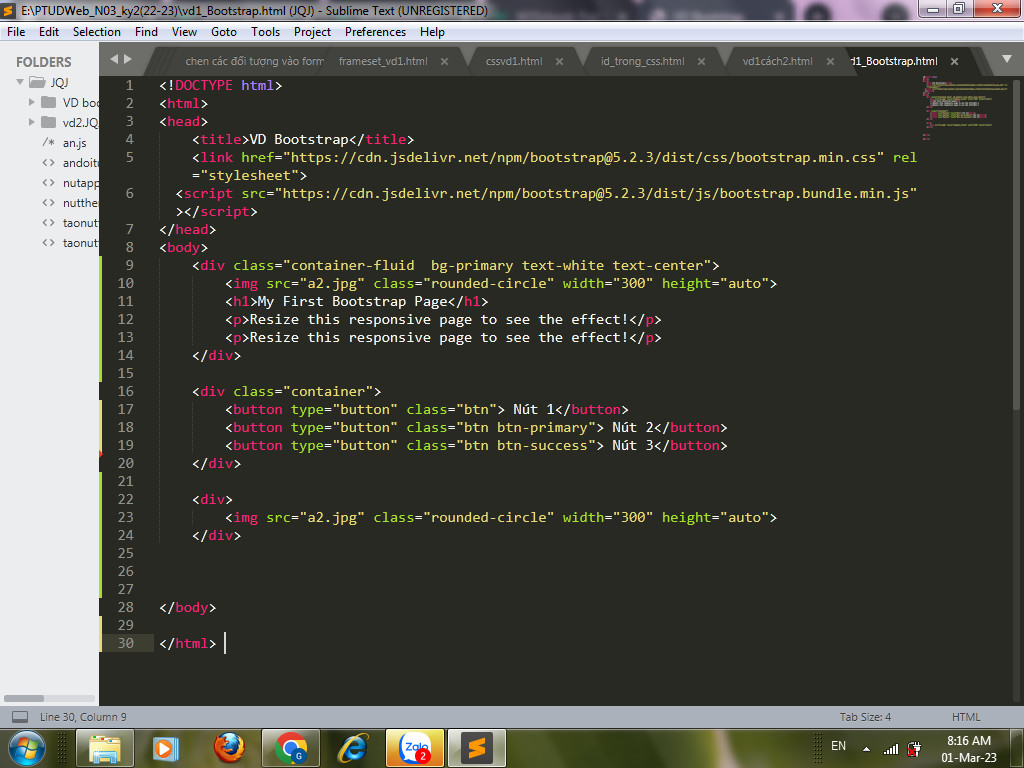 E:\PTUDWeb_N03_ky2(22-23)\vd1_Bootstrap.html (JQJ) - Sublime Text (UNREGISTERED)
File Edit Selection Find View Goto Tools Project Preferences Help
FOLDERS
JQJ
VD boo
vd2.JQ
/* an.js
<> andoitu
<> nutapp
<> nutther
<> taonut
<> taonut
chen các đối tượng vào form
frameset_vd1.html
cssvd1.html
id_trong_css.html
vd1cách2.html
d1_Bootstrap.html
1 <!DOCTYPE html>
2 <html>
3 <head>
4 <title>VD Bootstrap</title>
5 <link href="https://cdn.jsdelivr.net/npm/bootstrap@5.2.3/dist/css/bootstrap.min.css" rel
="stylesheet">
6 <script src="https://cdn.jsdelivr.net/npm/bootstrap@5.2.3/dist/js/bootstrap.bundle.min.js"
></script>
7 </head>
8 <body>
9 <div class="container-fluid  bg-primary text-white text-center">
10 <img src="a2.jpg" class="rounded-circle" width="300" height="auto">
11 <h1>My First Bootstrap Page</h1>
12 <p>Resize this responsive page to see the effect!</p>
13 <p>Resize this responsive page to see the effect!</p>
14 </div>
15
16 <div class="container">
17 <button type="button" class="btn"> Nút 1</button>
18 <button type="button" class="btn btn-primary"> Nút 2</button>
19 <button type="button" class="btn btn-success"> Nút 3</button>
20 </div>
21
22 <div>
23 <img src="a2.jpg" class="rounded-circle" width="300" height="auto">
24 </div>
25
26
27
28 </body>
29
30 </html>
Line 30, Column 9
Tab Size: 4
HTML
Zalo
2
G
EN
8:16 AM
01-Mar-23